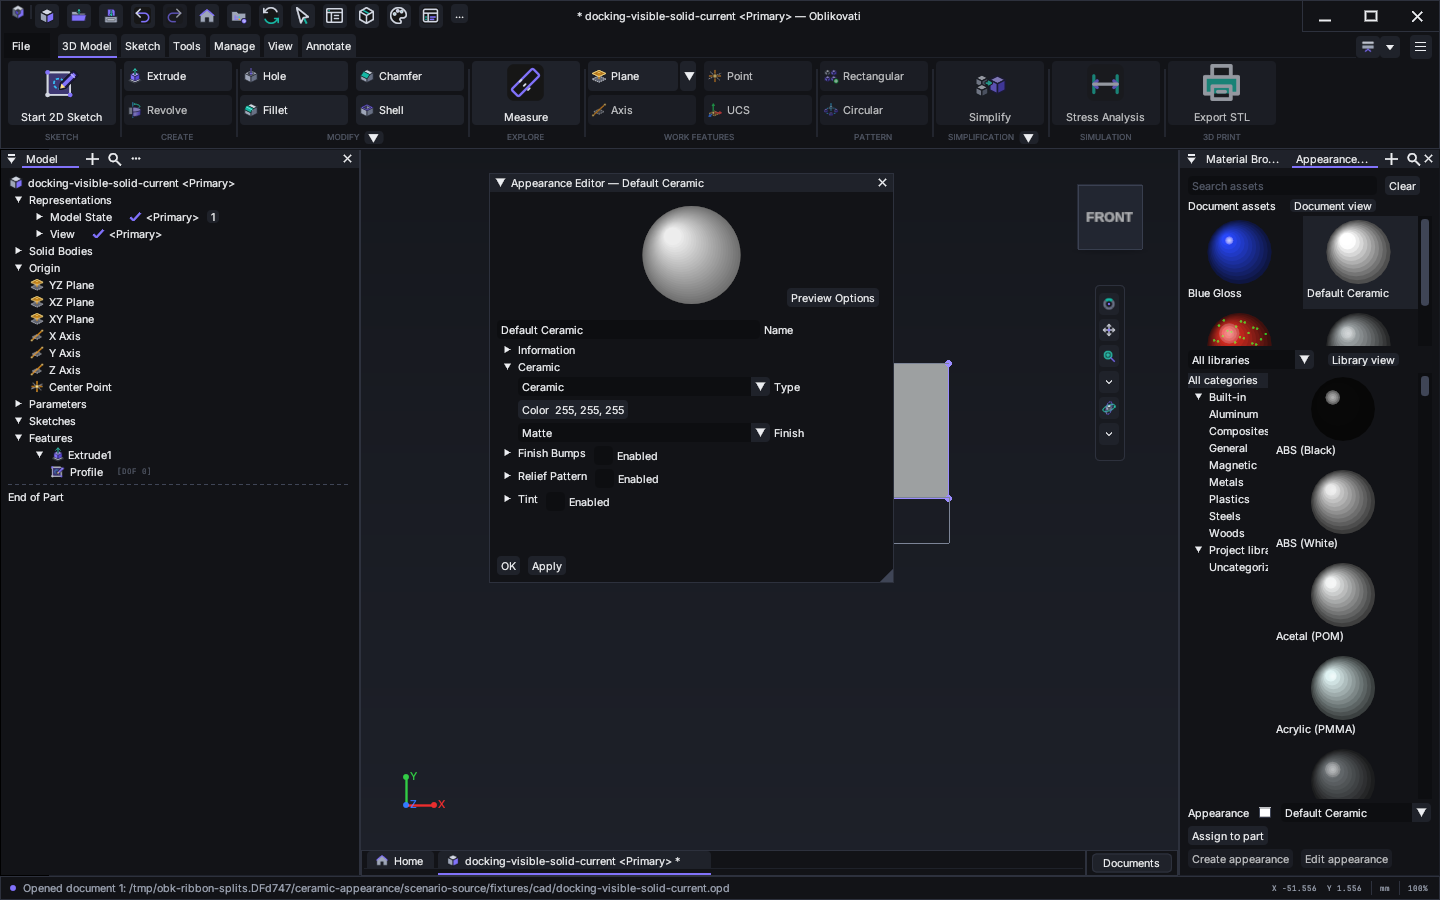 * docking-visible-solid-current <Primary> — Oblikovati
File
3D Model
Sketch
Tools
Manage
View
Annotate
Start 2D Sketch
Extrude
Revolve
Hole
Fillet
Chamfer
Shell
Measure
Plane
Axis
Point
UCS
Rectangular
Circular
Simplify
Stress Analysis
Export STL
SKETCH
CREATE
MODIFY
EXPLORE
WORK FEATURES
PATTERN
SIMPLIFICATION
SIMULATION
3D PRINT
Model
docking-visible-solid-current <Primary>
Representations
Model State <Primary> 1
View <Primary>
Solid Bodies
Origin
YZ Plane
XZ Plane
XY Plane
X Axis
Y Axis
Z Axis
Center Point
Parameters
Sketches
Features
Extrude1
Profile [DOF 0]
End of Part
Appearance Editor — Default Ceramic
Preview Options
Default Ceramic Name
Information
Ceramic
Ceramic Type
Color 255, 255, 255
Matte Finish
Finish Bumps Enabled
Relief Pattern Enabled
Tint Enabled
OK Apply
FRONT
Y
Z
X
Home
docking-visible-solid-current <Primary> *
Documents
Material Bro...
Appearance...
Search assets
Clear
Document assets
Document view
Blue Gloss
Default Ceramic
All libraries
Library view
All categories
Built-in
Aluminum
Composites
General
Magnetic
Metals
Plastics
Steels
Woods
Project libra
Uncategoriz
ABS (Black)
ABS (White)
Acetal (POM)
Acrylic (PMMA)
Appearance Default Ceramic
Assign to part
Create appearance
Edit appearance
Opened document 1: /tmp/obk-ribbon-splits.DFd747/ceramic-appearance/scenario-source/fixtures/cad/docking-visible-solid-current.opd
X -51.556 Y 1.556 mm 100%